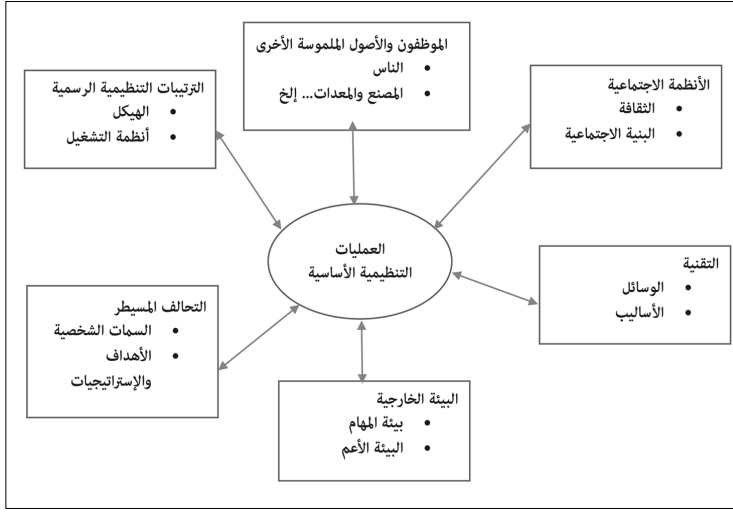 الموظفون والأصول الملموسة الأخرى
• الناس
• المصنع والمعدات... إلخ
الأنظمة الاجتماعية
• الثقافة
• البنية الاجتماعية
الترتيبات التنظيمية الرسمية
• الهيكل
• أنظمة التشغيل
العمليات
التنظيمية الأساسية
التقنية
• الوسائل
• الأساليب
التحالف المسيطر
• السمات الشخصية
• الأهداف
والإستراتيجيات
البيئة الخارجية
• بيئة المهام
• البيئة الأعم